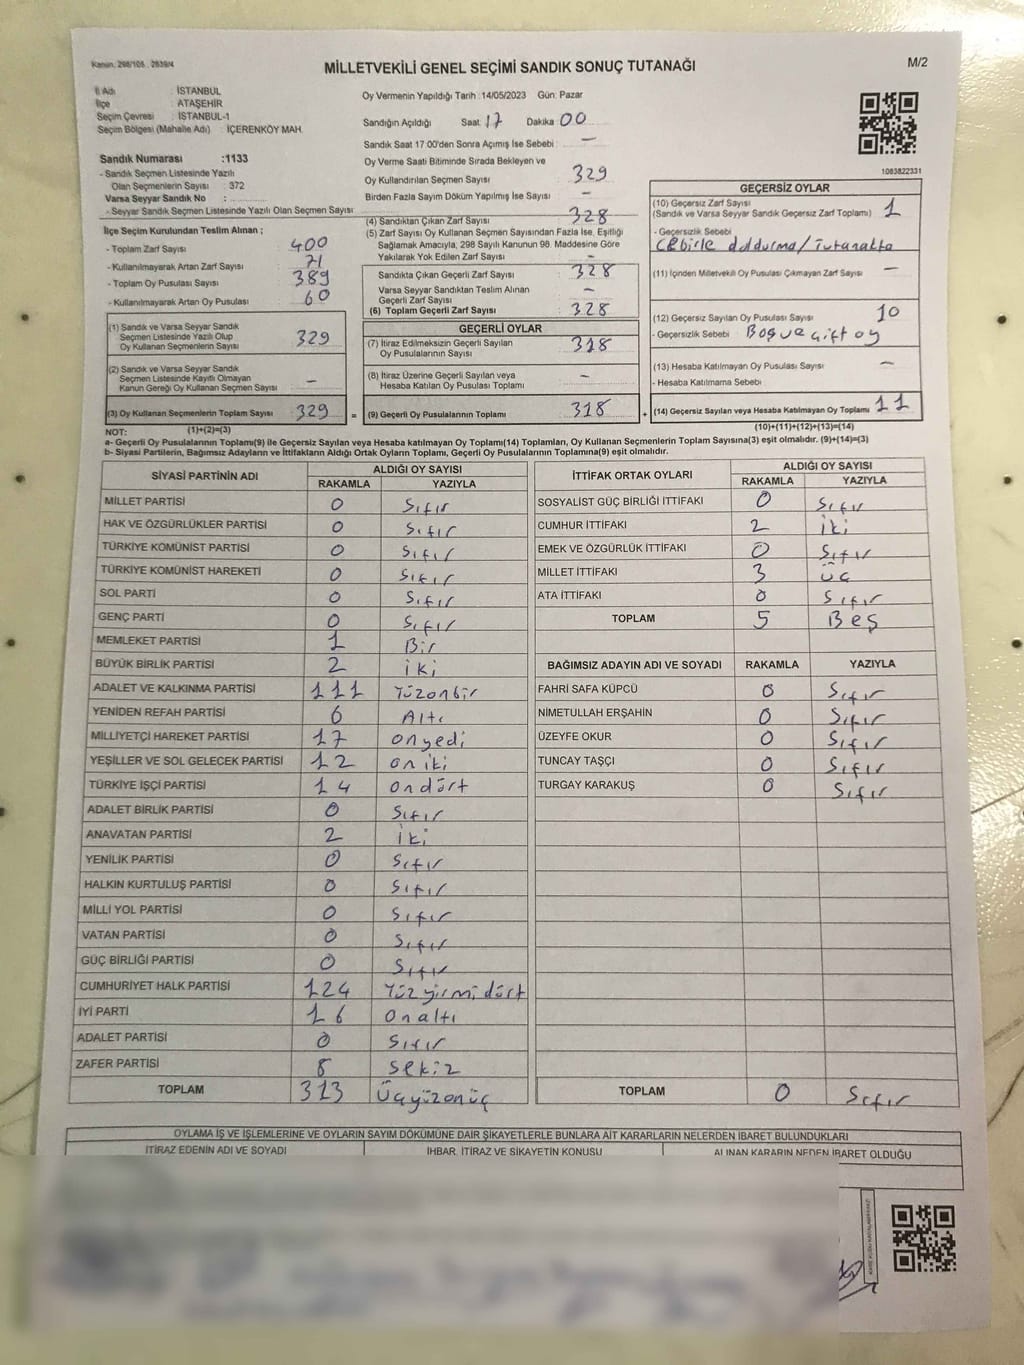 Kanun: 298/105 , 2839/4
MİLLETVEKİLİ GENEL SEÇİMİ SANDIK SONUÇ TUTANAĞI
M/2
İl Adı : İSTANBUL
İlçe : ATAŞEHİR
Seçim Çevresi : İSTANBUL-1
Seçim Bölgesi (Mahalle Adı) : İÇERENKÖY MAH.
Sandık Numarası :1133
- Sandık Seçmen Listesinde Yazılı
Olan Seçmenlerin Sayısı : 372
Varsa Seyyar Sandık No :
- Seyyar Sandık Seçmen Listesinde Yazılı Olan Seçmen Sayısı
Oy Vermenin Yapıldığı Tarih :14/05/2023 Gün: Pazar
Sandığın Açıldığı Saat 17 Dakika 00
Sandık Saat 17.00'den Sonra Açılmış İse Sebebi : —
Oy Verme Saati Bitiminde Sırada Bekleyen ve
Oy Kullandırılan Seçmen Sayısı 329
Birden Fazla Sayım Döküm Yapılmış İse Sayısı —
1083822331
İlçe Seçim Kurulundan Teslim Alınan ;
- Toplam Zarf Sayısı 400
- Kullanılmayarak Artan Zarf Sayısı 71
- Toplam Oy Pusulası Sayısı 389
- Kullanılmayarak Artan Oy Pusulası 60
(1) Sandık ve Varsa Seyyar Sandık
Seçmen Listesinde Yazılı Olup
Oy Kullanan Seçmenlerin Sayısı 329
(2) Sandık ve Varsa Seyyar Sandık
Seçmen Listesinde Kayıtlı Olmayan
Kanun Gereği Oy Kullanan Seçmen Sayısı —
(3) Oy Kullanan Seçmenlerin Toplam Sayısı 329 =
(1)+(2)=(3)
(4) Sandıktan Çıkan Zarf Sayısı 328
(5) Zarf Sayısı Oy Kullanan Seçmen Sayısından Fazla İse, Eşitliği
Sağlamak Amacıyla, 298 Sayılı Kanunun 98. Maddesine Göre
Yakılarak Yok Edilen Zarf Sayısı
Sandıkta Çıkan Geçerli Zarf Sayısı 328
Varsa Seyyar Sandıktan Teslim Alınan
Geçerli Zarf Sayısı —
(6) Toplam Geçerli Zarf Sayısı 328
GEÇERLİ OYLAR
(7) İtiraz Edilmeksizin Geçerli Sayılan
Oy Pusulalarının Sayısı 318
(8) İtiraz Üzerine Geçerli Sayılan veya
Hesaba Katılan Oy Pusulası Toplamı —
(9) Geçerli Oy Pusulalarının Toplamı 318 +
GEÇERSİZ OYLAR
(10) Geçersiz Zarf Sayısı
(Sandık ve Varsa Seyyar Sandık Geçersiz Zarf Toplamı) 1
- Geçersizlik Sebebi
doldurma/Tutanakta
(11) İçinden Milletvekili Oy Pusulası Çıkmayan Zarf Sayısı —
(12) Geçersiz Sayılan Oy Pusulası Sayısı 10
- Geçersizlik Sebebi Boş ve çift oy
(13) Hesaba Katılmayan Oy Pusulası Sayısı —
- Hesaba Katılmama Sebebi
(14) Geçersiz Sayılan veya Hesaba Katılmayan Oy Toplamı 11
(10)+(11)+(12)+(13)=(14)
NOT:
a- Geçerli Oy Pusulalarının Toplamı(9) ile Geçersiz Sayılan veya Hesaba katılmayan Oy Toplamı(14) Toplamları, Oy Kullanan Seçmenlerin Toplam Sayısına(3) eşit olmalıdır. (9)+(14)=(3)
b- Siyasi Partilerin, Bağımsız Adayların ve İttifakların Aldığı Ortak Oyların Toplamı, Geçerli Oy Pusulalarının Toplamına(9) eşit olmalıdır.
SİYASİ PARTİNİN ADI ALDIĞI OY SAYISI
RAKAMLA YAZIYLA
MİLLET PARTİSİ 0 Sıfır
HAK VE ÖZGÜRLÜKLER PARTİSİ 0 Sıfır
TÜRKİYE KOMÜNİST PARTİSİ 0 Sıfır
TÜRKİYE KOMÜNİST HAREKETİ 0 Sıfır
SOL PARTİ 0 Sıfır
GENÇ PARTİ 0 Sıfır
MEMLEKET PARTİSİ 1 Bir
BÜYÜK BİRLİK PARTİSİ 2 iki
ADALET VE KALKINMA PARTİSİ 111 Yüzonbir
YENİDEN REFAH PARTİSİ 6 Altı
MİLLİYETÇİ HAREKET PARTİSİ 17 onyedi
YEŞİLLER VE SOL GELECEK PARTİSİ 12 on iki
TÜRKİYE İŞÇİ PARTİSİ 14 ondört
ADALET BİRLİK PARTİSİ 0 Sıfır
ANAVATAN PARTİSİ 2 iki
YENİLİK PARTİSİ 0 Sıfır
HALKIN KURTULUŞ PARTİSİ 0 Sıfır
MİLLİ YOL PARTİSİ 0 Sıfır
VATAN PARTİSİ 0 Sıfır
GÜÇ BİRLİĞİ PARTİSİ 0 Sıfır
CUMHURİYET HALK PARTİSİ 124 Yüz yirmi dört
İYİ PARTİ 16 Onaltı
ADALET PARTİSİ 0 Sıfır
ZAFER PARTİSİ 8 Sekiz
TOPLAM 313 Üçyüzonüç
İTTİFAK ORTAK OYLARI ALDIĞI OY SAYISI
RAKAMLA YAZIYLA
SOSYALİST GÜÇ BİRLİĞİ İTTİFAKI 0 Sıfır
CUMHUR İTTİFAKI 2 iki
EMEK VE ÖZGÜRLÜK İTTİFAKI 0 Sıfır
MİLLET İTTİFAKI 3 üç
ATA İTTİFAKI 0 Sıfır
TOPLAM 5 Beş
BAĞIMSIZ ADAYIN ADI VE SOYADI RAKAMLA YAZIYLA
FAHRİ SAFA KÜPCÜ 0 Sıfır
NİMETULLAH ERŞAHİN 0 Sıfır
ÜZEYFE OKUR 0 Sıfır
TUNCAY TAŞÇI 0 Sıfır
TURGAY KARAKUŞ 0 Sıfır
TOPLAM 0 Sıfır
OYLAMA İŞ VE İŞLEMLERİNE VE OYLARIN SAYIM DÖKÜMÜNE DAİR ŞİKAYETLERLE BUNLARA AİT KARARLARIN NELERDEN İBARET BULUNDUKLARI
İTİRAZ EDENİN ADI VE SOYADI İHBAR, İTİRAZ VE ŞİKAYETİN KONUSU ALINAN KARARIN NEDEN İBARET OLDUĞU